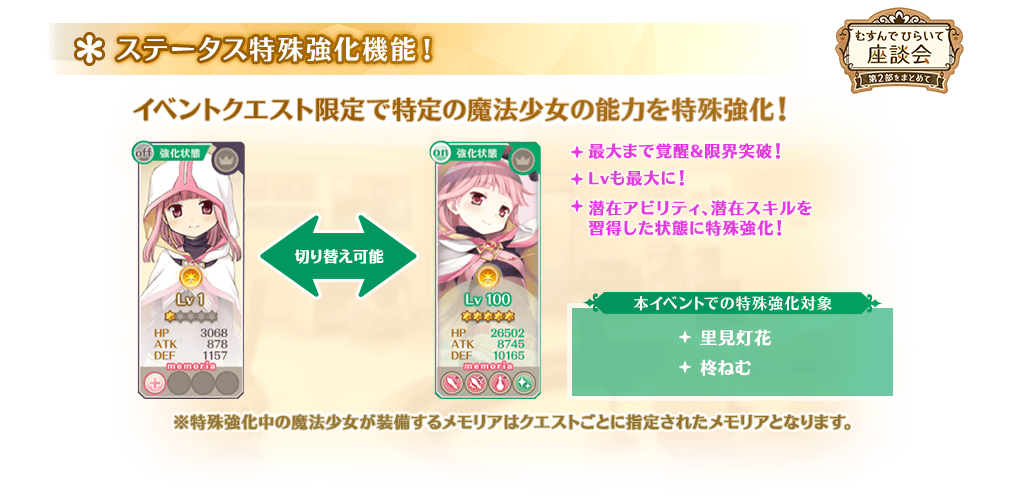 ステータス特殊強化機能！
むすんでひらいて
座談会
第2部をまとめて
イベントクエスト限定で特定の魔法少女の能力を特殊強化！
off 強化状態
Lv 1
HP 3068
ATK 878
DEF 1157
memoria
切り替え可能
on 強化状態
Lv 100
HP 26502
ATK 8745
DEF 10165
memoria
最大まで覚醒&限界突破！
Lvも最大に！
潜在アビリティ、潜在スキルを
習得した状態に特殊強化！
本イベントでの特殊強化対象
里見灯花
柊ねむ
※特殊強化中の魔法少女が装備するメモリアはクエストごとに指定されたメモリアとなります。